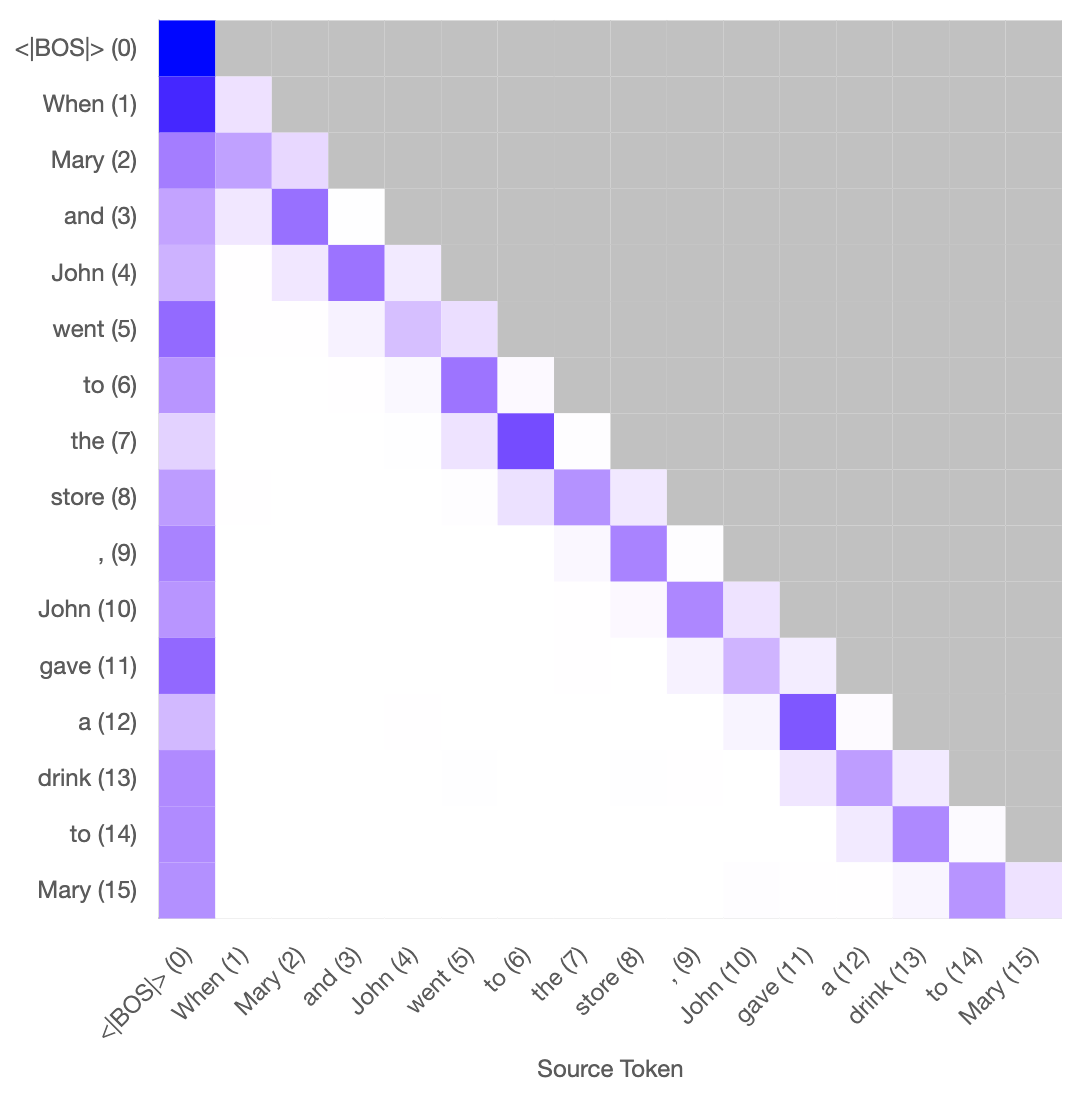 <|BOS|> (0)
When (1)
Mary (2)
and (3)
John (4)
went (5)
to (6)
the (7)
store (8)
, (9)
John (10)
gave (11)
a (12)
drink (13)
to (14)
Mary (15)
<|BOS|> (0)
When (1)
Mary (2)
and (3)
John (4)
went (5)
to (6)
the (7)
store (8)
, (9)
John (10)
gave (11)
a (12)
drink (13)
to (14)
Mary (15)
Source Token